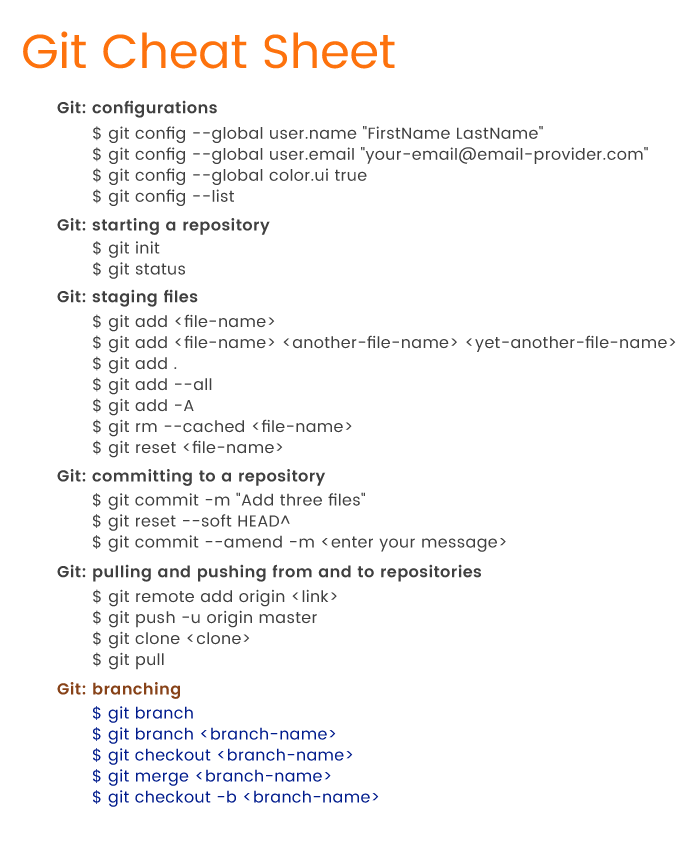 Git Cheat Sheet
Git: configurations
$ git config --global user.name "FirstName LastName"
$ git config --global user.email "your-email@email-provider.com"
$ git config --global color.ui true
$ git config --list
Git: starting a repository
$ git init
$ git status
Git: staging files
$ git add <file-name>
$ git add <file-name> <another-file-name> <yet-another-file-name>
$ git add .
$ git add --all
$ git add -A
$ git rm --cached <file-name>
$ git reset <file-name>
Git: committing to a repository
$ git commit -m "Add three files"
$ git reset --soft HEAD^
$ git commit --amend -m <enter your message>
Git: pulling and pushing from and to repositories
$ git remote add origin <link>
$ git push -u origin master
$ git clone <clone>
$ git pull
Git: branching
$ git branch
$ git branch <branch-name>
$ git checkout <branch-name>
$ git merge <branch-name>
$ git checkout -b <branch-name>